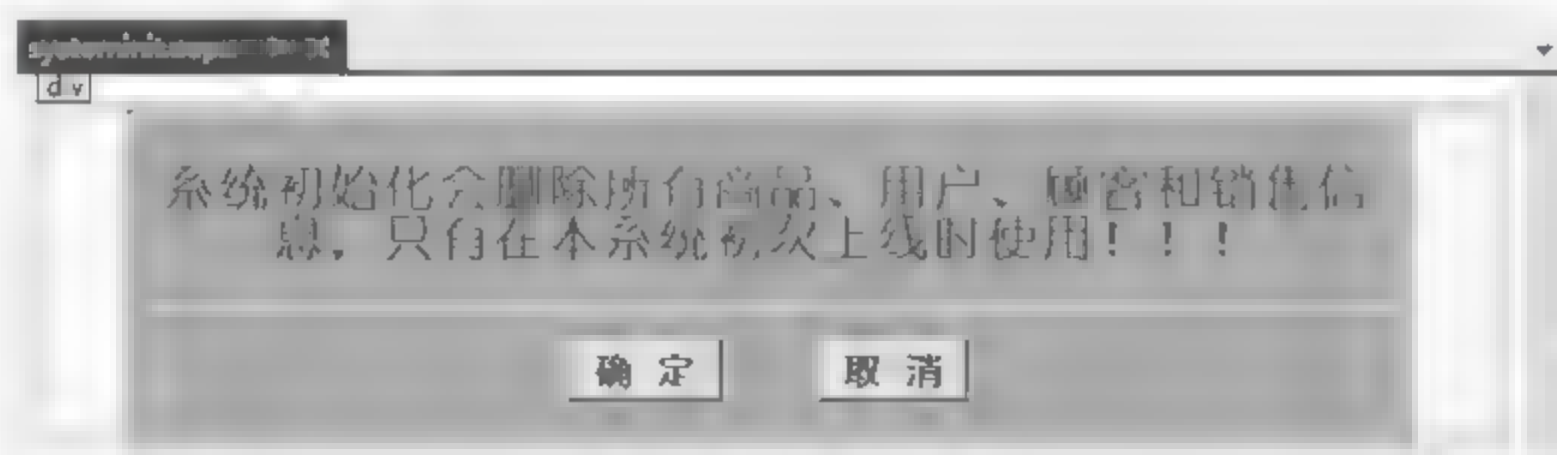 系统初始化会删除所有商品、用户、顾客和销售信
息，只有在本系统初次上线时使用！！！
确 定 取 消